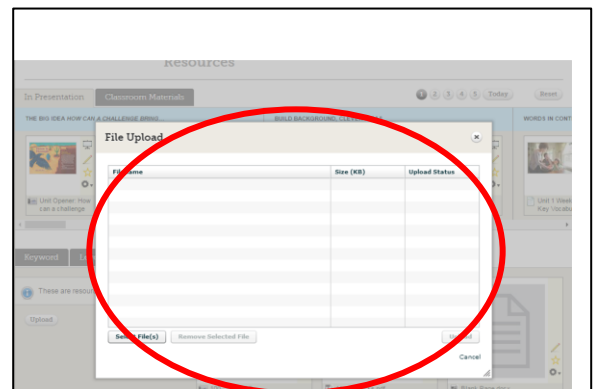 Resources
In Presentation Classroom Materials 1 2 3 4 5 Today Reset
THE BIG IDEA HOW CAN A CHALLENGE BRING BUILD BACKGROUND, WORDS IN CONT
File Upload
File Name Size (KB) Upload Status
Unit Opener: How
can a challenge
Unit 1 Week
Key Vocabu
Keyword
These are resour
Upload
Select File(s) Remove Selected File Upload
Cancel